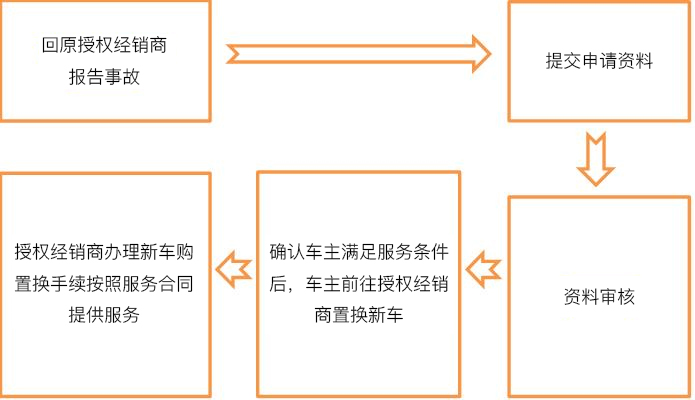 回原授权经销商
报告事故
提交申请资料
资料审核
确认车主满足服务条件
后，车主前往授权经销
商置换新车
授权经销商办理新车购
置换手续按照服务合同
提供服务